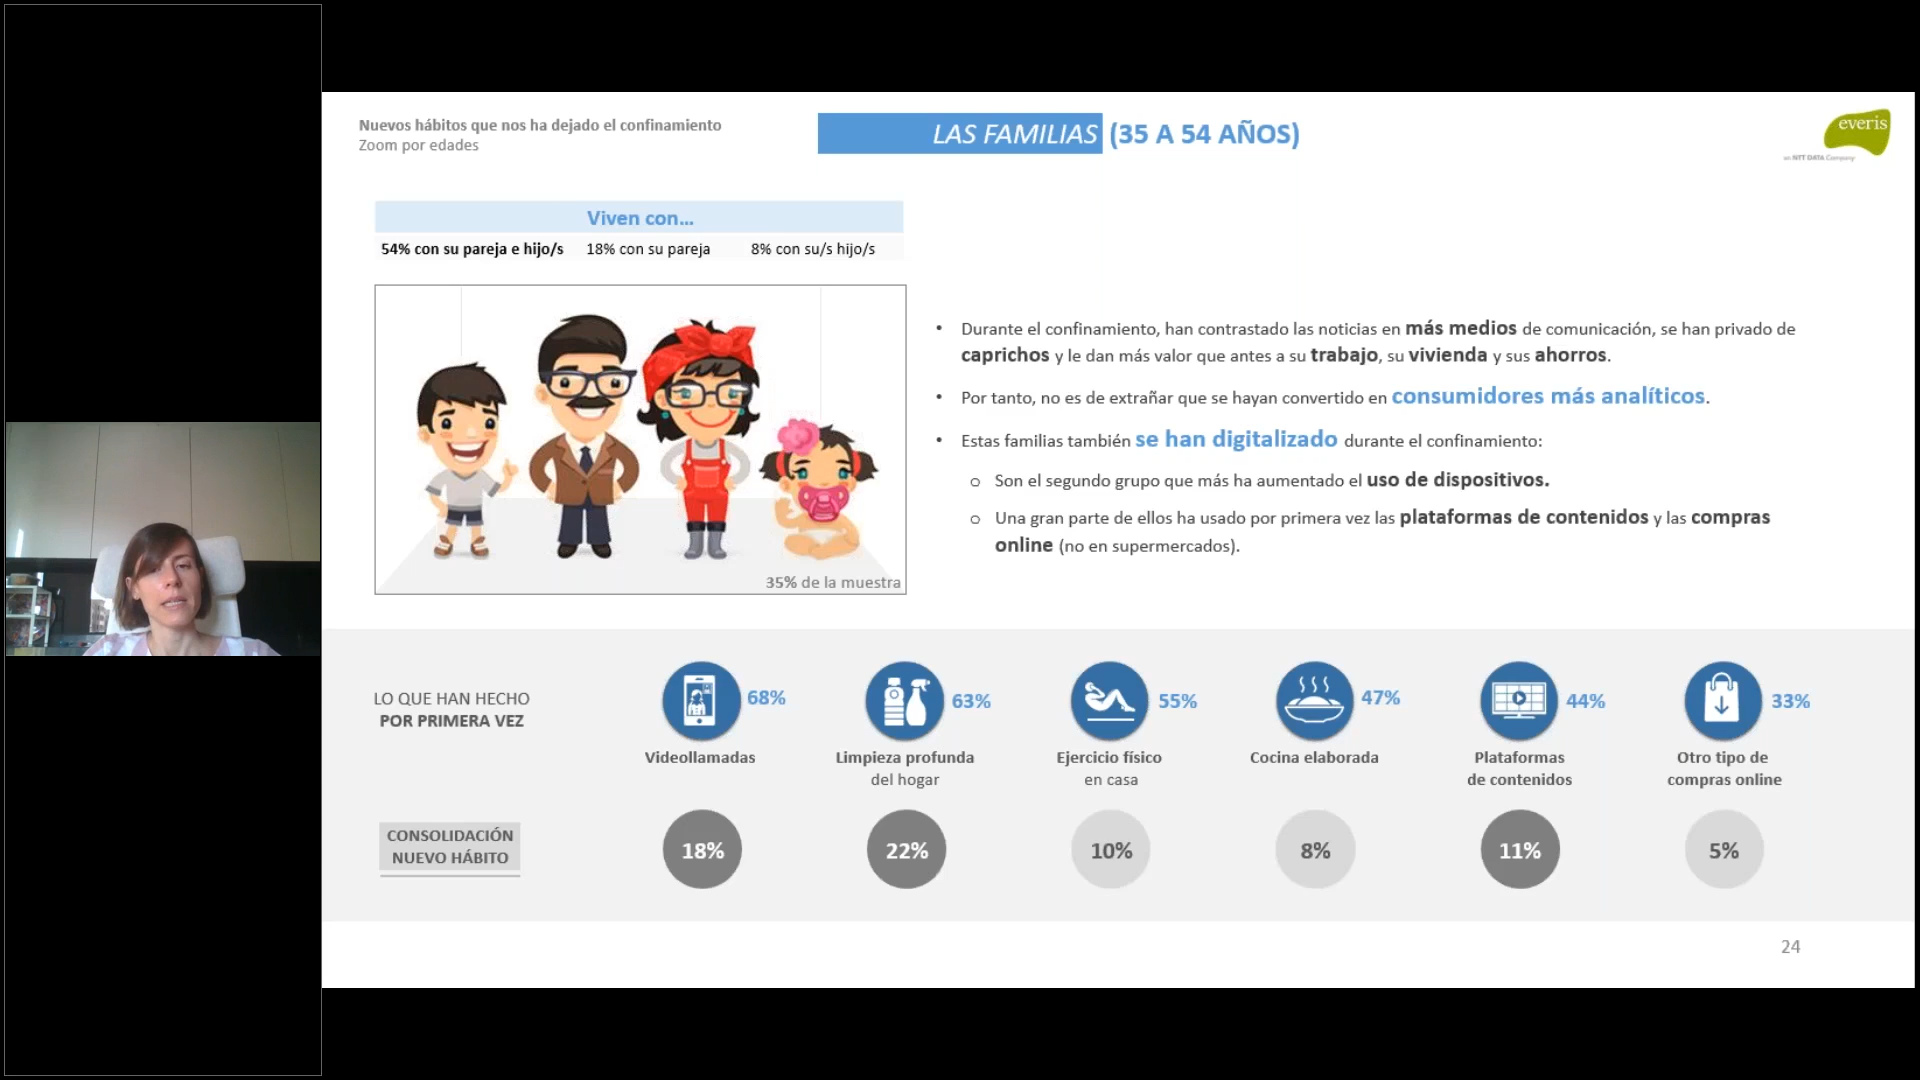 Nuevos hábitos que nos ha dejado el confinamiento
Zoom por edades
LAS FAMILIAS (35 A 54 AÑOS)
everis
an NTT DATA Company
Viven con...
54% con su pareja e hijo/s 18% con su pareja 8% con su/s hijo/s
35% de la muestra
• Durante el confinamiento, han contrastado las noticias en más medios de comunicación, se han privado de
caprichos y le dan más valor que antes a su trabajo, su vivienda y sus ahorros.
• Por tanto, no es de extrañar que se hayan convertido en consumidores más analíticos.
• Estas familias también se han digitalizado durante el confinamiento:
o Son el segundo grupo que más ha aumentado el uso de dispositivos.
o Una gran parte de ellos ha usado por primera vez las plataformas de contenidos y las compras
online (no en supermercados).
LO QUE HAN HECHO
POR PRIMERA VEZ
68%
Videollamadas
63%
Limpieza profunda
del hogar
55%
Ejercicio físico
en casa
47%
Cocina elaborada
44%
Plataformas
de contenidos
33%
Otro tipo de
compras online
CONSOLIDACIÓN
NUEVO HÁBITO
18% 22% 10% 8% 11% 5%
24